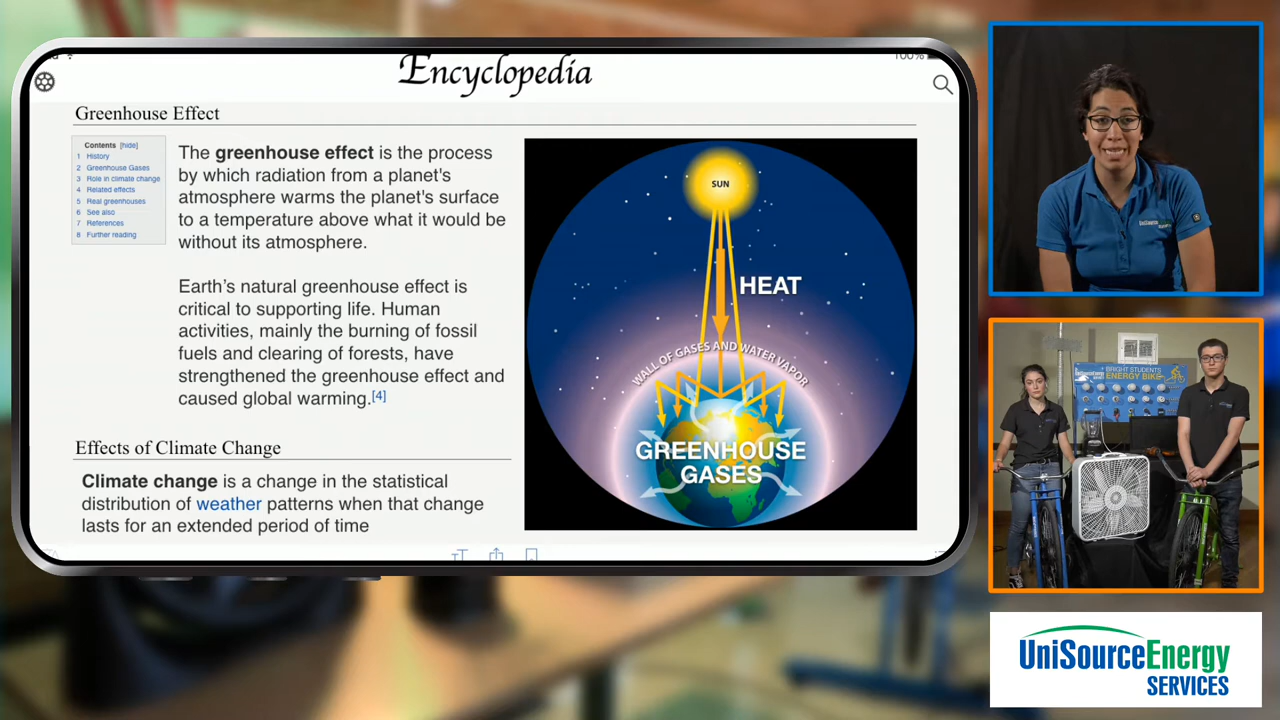 100%
Encyclopedia
Greenhouse Effect
Contents [hide]
1 History
2 Greenhouse Gases
3 Role in climate change
4 Related effects
5 Real greenhouses
6 See also
7 References
8 Further reading
The greenhouse effect is the process
by which radiation from a planet's
atmosphere warms the planet's surface
to a temperature above what it would be
without its atmosphere.
Earth’s natural greenhouse effect is
critical to supporting life. Human
activities, mainly the burning of fossil
fuels and clearing of forests, have
strengthened the greenhouse effect and
caused global warming.[4]
Effects of Climate Change
Climate change is a change in the statistical
distribution of weather patterns when that change
lasts for an extended period of time
SUN
HEAT
WALL OF GASES AND WATER VAPOR
GREENHOUSE
GASES
TT
BRIGHT STUDENTS
ENERGY BIKE
UniSourceEnergy
SERVICES